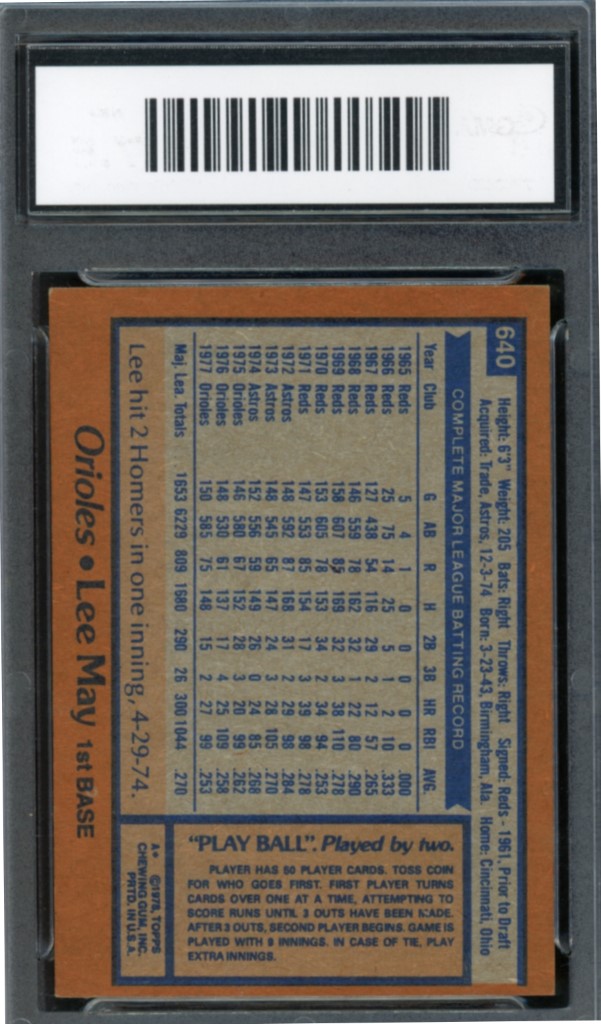 640
Height: 6'3" Weight: 205 Bats: Right Throws: Right Signed: Reds - 1961, Prior to Draft
Acquired: Trade, Astros, 12-3-74 Born: 3-23-43, Birmingham, Ala. Home: Cincinnati, Ohio
COMPLETE MAJOR LEAGUE BATTING RECORD
Year Club G AB R H 2B 3B HR RBI AVG.
1965 Reds 5 4 1 0 0 0 0 0 .000
1966 Reds 25 75 14 25 5 1 2 10 .333
1967 Reds 127 438 54 116 29 2 12 57 .265
1968 Reds 146 559 78 162 32 1 22 80 .290
1969 Reds 158 607 85 169 32 3 38 110 .278
1970 Reds 153 605 78 153 34 2 34 94 .253
1971 Reds 147 553 85 154 17 3 39 98 .278
1972 Astros 148 592 87 168 31 2 29 98 .284
1973 Astros 148 545 65 147 24 3 28 105 .270
1974 Astros 152 556 59 149 26 0 24 85 .268
1975 Orioles 146 580 67 152 28 3 20 99 .262
1976 Orioles 148 530 61 137 17 4 25 109 .258
1977 Orioles 150 585 75 148 15 2 27 99 .253
Maj. Lea. Totals 1653 6229 809 1680 290 26 300 1044 .270
Lee hit 2 Homers in one inning, 4-29-74.
Orioles • Lee May 1st BASE
"PLAY BALL". Played by two.
PLAYER HAS 50 PLAYER CARDS. TOSS COIN
FOR WHO GOES FIRST. FIRST PLAYER TURNS
CARDS OVER ONE AT A TIME, ATTEMPTING TO
SCORE RUNS UNTIL 3 OUTS HAVE BEEN MADE.
AFTER 3 OUTS, SECOND PLAYER BEGINS. GAME IS
PLAYED WITH 9 INNINGS. IN CASE OF TIE, PLAY
EXTRA INNINGS.
A* ©1978, TOPPS
CHEWING GUM, INC.
PRTD. IN U.S.A.